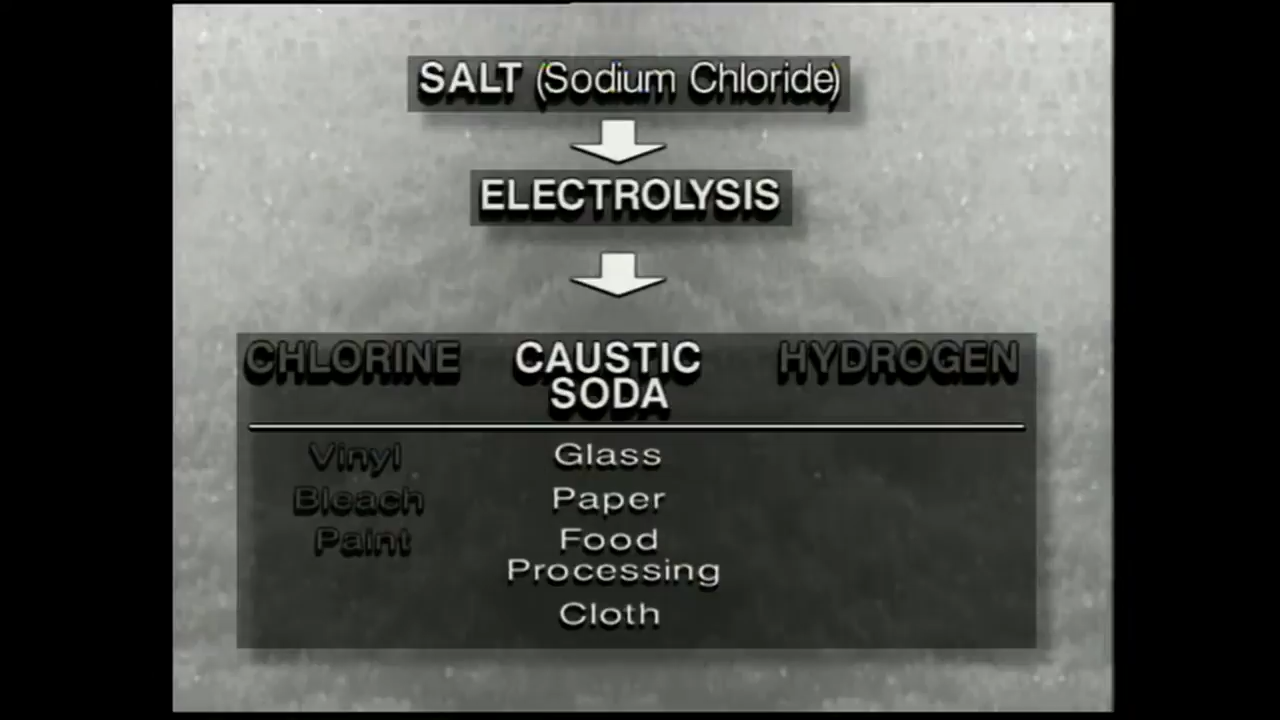 SALT (Sodium Chloride)
ELECTROLYSIS
CHLORINE
CAUSTIC
SODA
HYDROGEN
Vinyl
Bleach
Paint
Glass
Paper
Food
Processing
Cloth